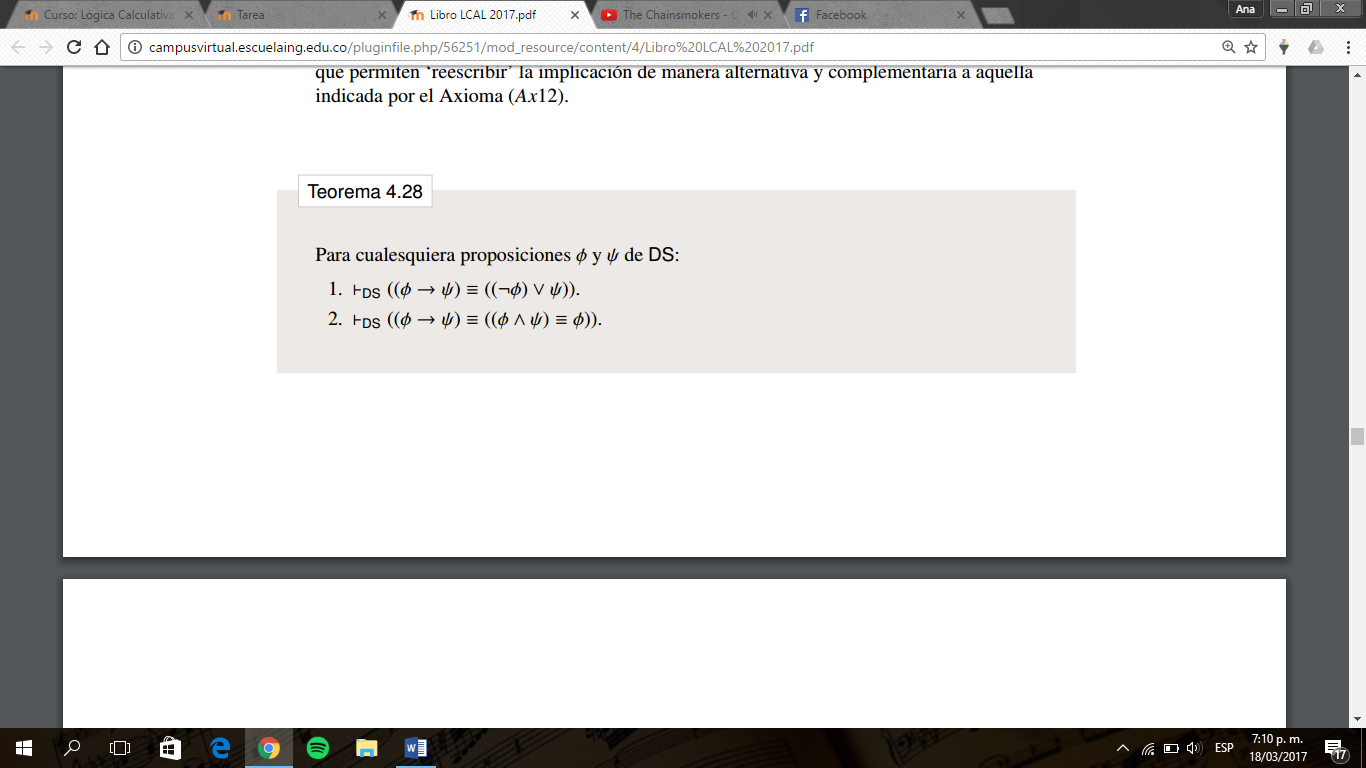 Curso: Lógica Calculativa
Tarea
Libro LCAL 2017.pdf
The Chainsmokers -
Facebook
Ana
campusvirtual.escuelaing.edu.co/pluginfile.php/56251/mod_resource/content/4/Libro%20LCAL%202017.pdf
que permiten ‘reescribir’ la implicación de manera alternativa y complementaria a aquella
indicada por el Axioma (Ax12).
Teorema 4.28
Para cualesquiera proposiciones ϕ y ψ de DS:
1. ⊢DS ((ϕ → ψ) ≡ ((¬ϕ) ∨ ψ)).
2. ⊢DS ((ϕ → ψ) ≡ ((ϕ ∧ ψ) ≡ ϕ)).
ESP
7:10 p. m.
18/03/2017
17